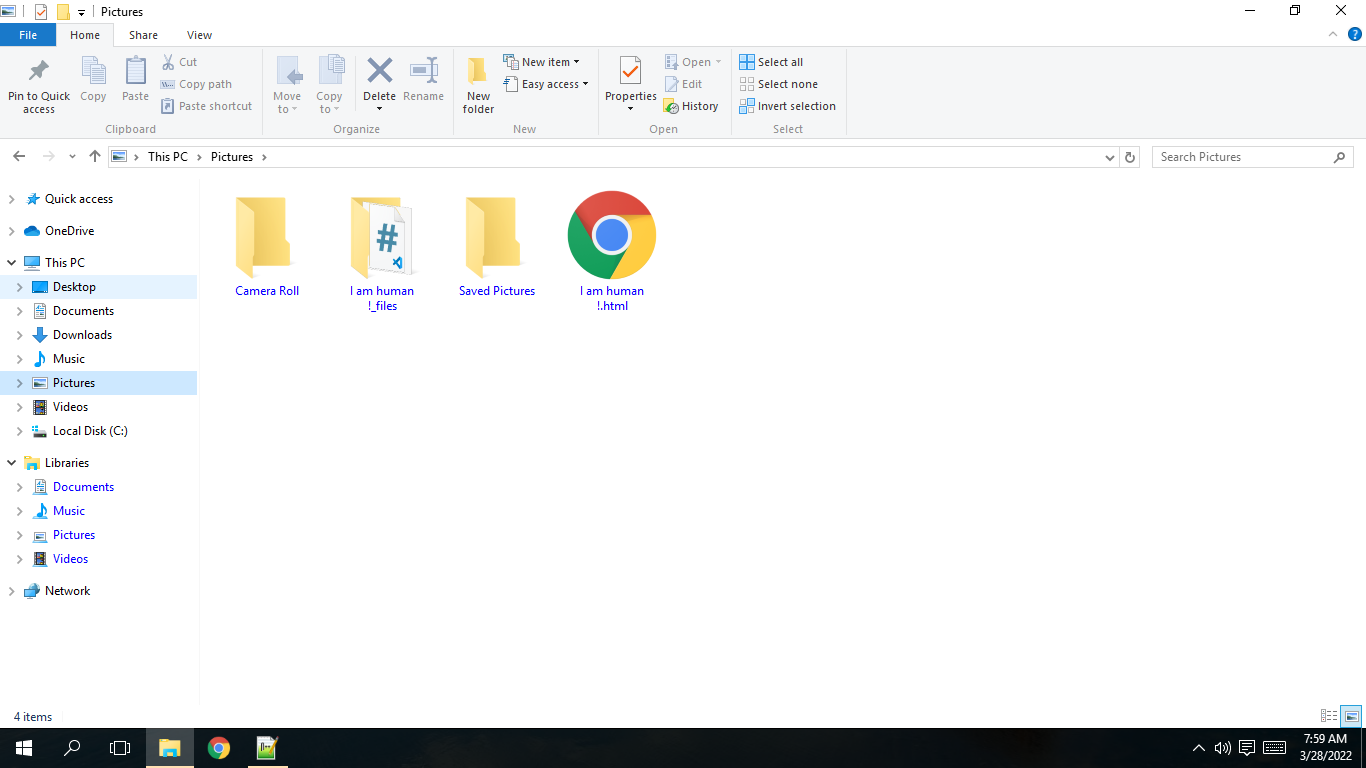 Pictures
File Home Share View
Pin to Quick access
Copy
Paste
Cut
Copy path
Paste shortcut
Clipboard
Move to
Copy to
Delete
Rename
Organize
New folder
New item
Easy access
New
Properties
Open
Edit
History
Open
Select all
Select none
Invert selection
Select
This PC Pictures
Search Pictures
Quick access
OneDrive
This PC
Desktop
Documents
Downloads
Music
Pictures
Videos
Local Disk (C:)
Libraries
Documents
Music
Pictures
Videos
Network
Camera Roll
I am human
!_files
Saved Pictures
I am human
!.html
4 items
7:59 AM
3/28/2022